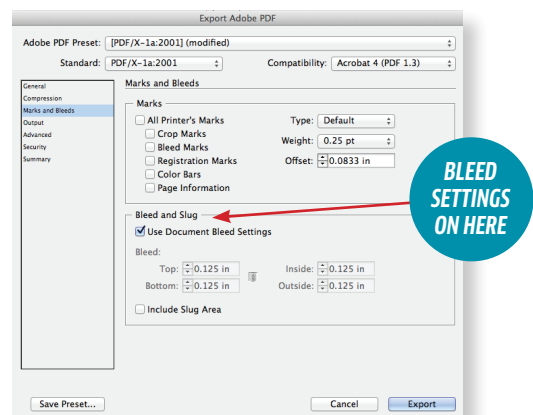 Export Adobe PDF
Adobe PDF Preset: [PDF/X-1a:2001] (modified)
Standard: PDF/X-1a:2001 Compatibility: Acrobat 4 (PDF 1.3)
General
Compression
Marks and Bleeds
Output
Advanced
Security
Summary
Marks and Bleeds
Marks
All Printer's Marks Type: Default
Crop Marks Weight: 0.25 pt
Bleed Marks
Registration Marks Offset: 0.0833 in
Color Bars
Page Information
Bleed and Slug
Use Document Bleed Settings
Bleed:
Top: 0.125 in Inside: 0.125 in
Bottom: 0.125 in Outside: 0.125 in
Include Slug Area
BLEED
SETTINGS
ON HERE
Save Preset... Cancel Export